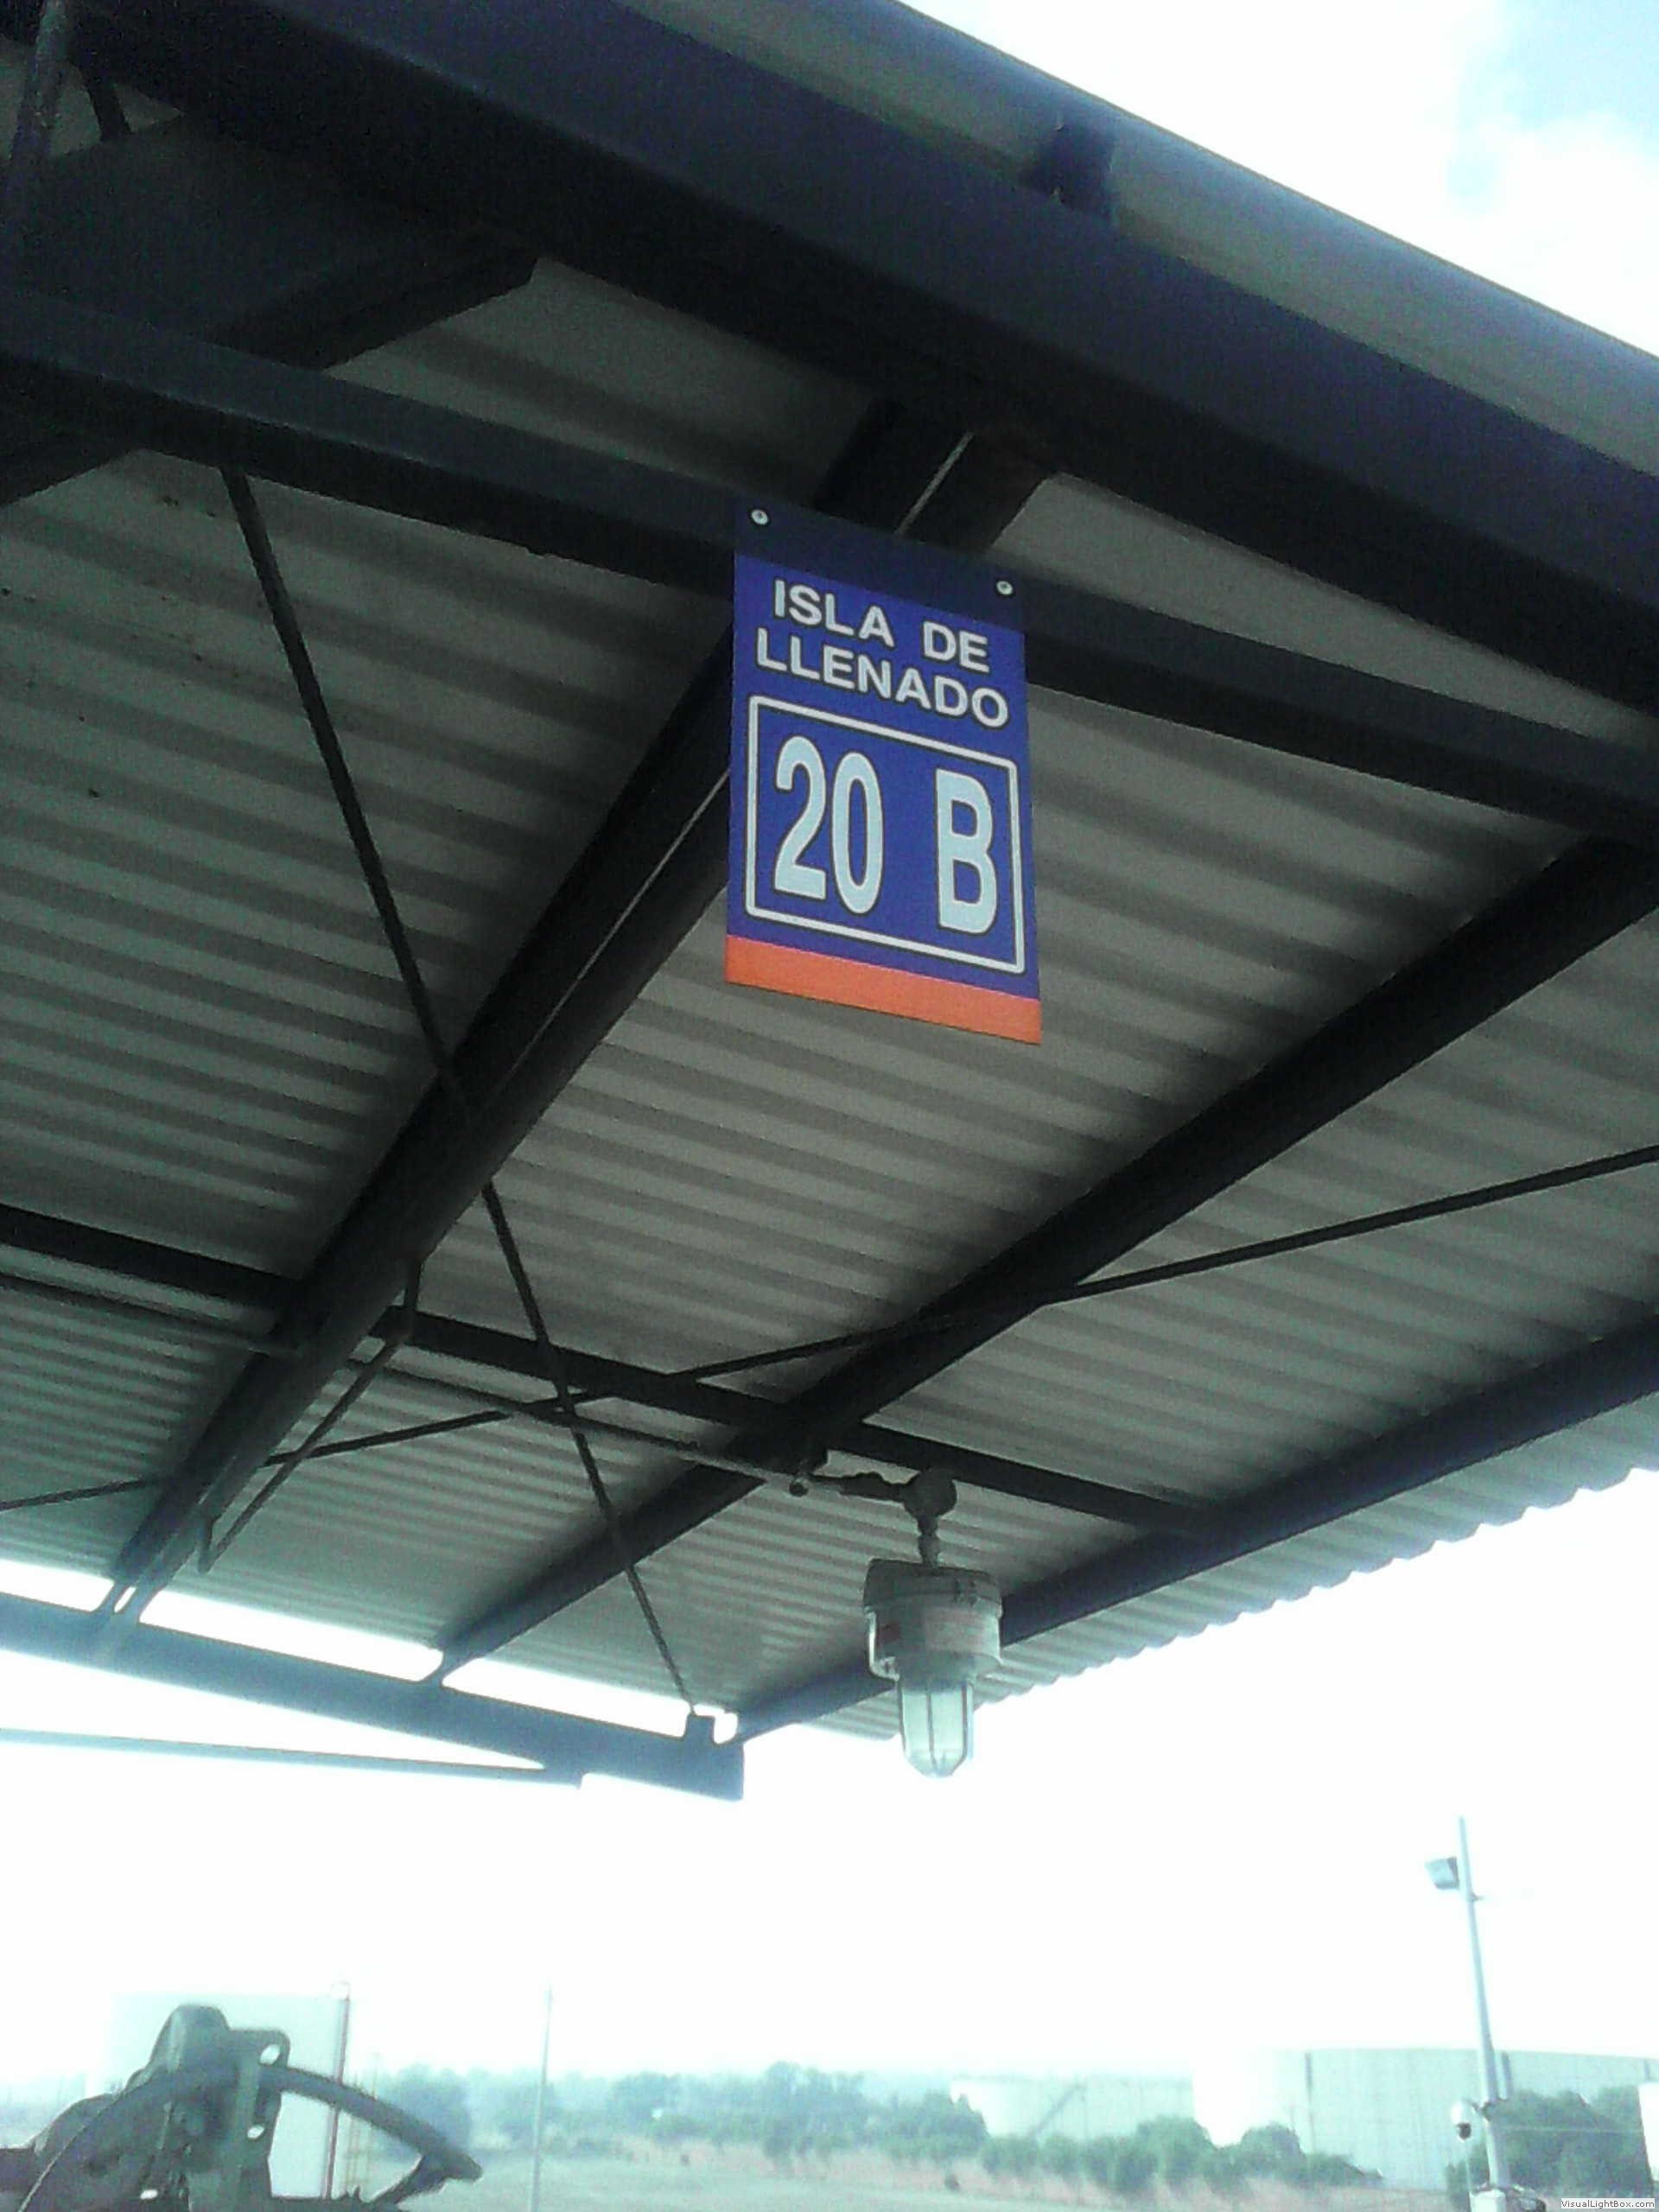 ISLA DE
LLENADO
20 B
VisualLightBox.com